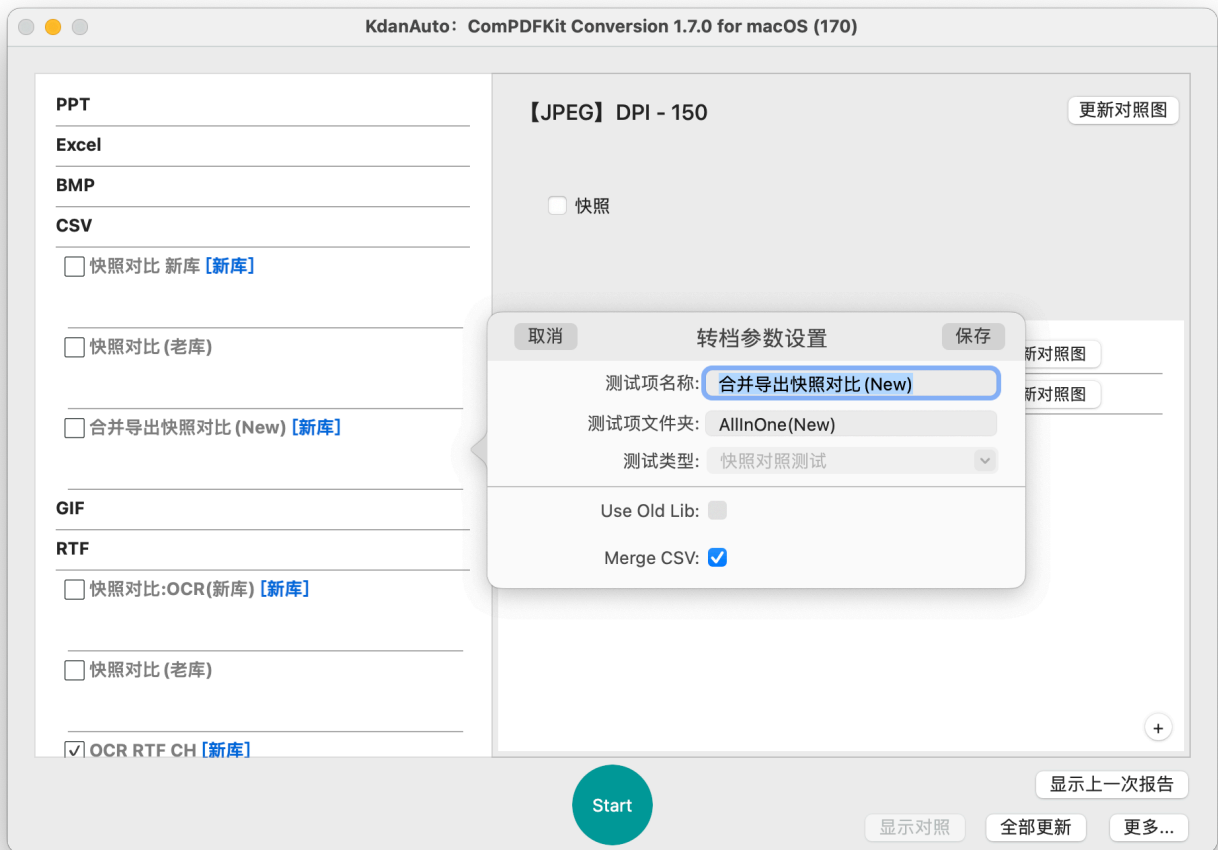 KdanAuto：ComPDFKit Conversion 1.7.0 for macOS (170)
PPT
Excel
BMP
CSV
快照对比 新库 [新库]
快照对比 (老库)
合并导出快照对比 (New) [新库]
GIF
RTF
快照对比:OCR(新库) [新库]
快照对比 (老库)
OCR RTF CH [新库]
【JPEG】DPI - 150
更新对照图
快照
新对照图
新对照图
取消
转档参数设置
保存
测试项名称: 合并导出快照对比 (New)
测试项文件夹: AllInOne(New)
测试类型: 快照对照测试
Use Old Lib:
Merge CSV:
+
Start
显示上一次报告
显示对照
全部更新
更多...